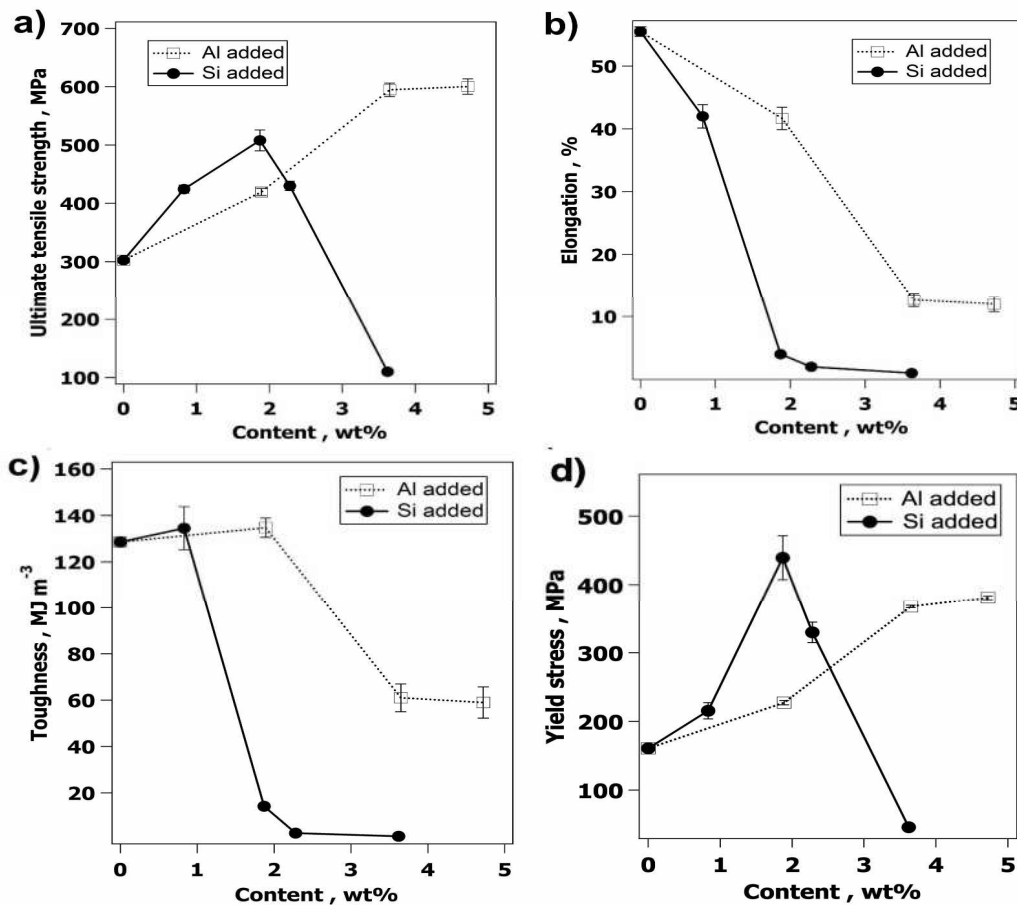 a)
700
600
500
400
300
200
100
Ultimate tensile strength , MPa
Al added
Si added
0 1 2 3 4 5
Content , wt%
b)
50
40
30
20
10
Elongation , %
Al added
Si added
0 1 2 3 4 5
Content , wt%
c)
160
140
120
100
80
60
40
20
Toughness , MJ m⁻³
Al added
Si added
0 1 2 3 4 5
Content , wt%
d)
500
400
300
200
100
Yield stress , MPa
Al added
Si added
0 1 2 3 4 5
Content , wt%